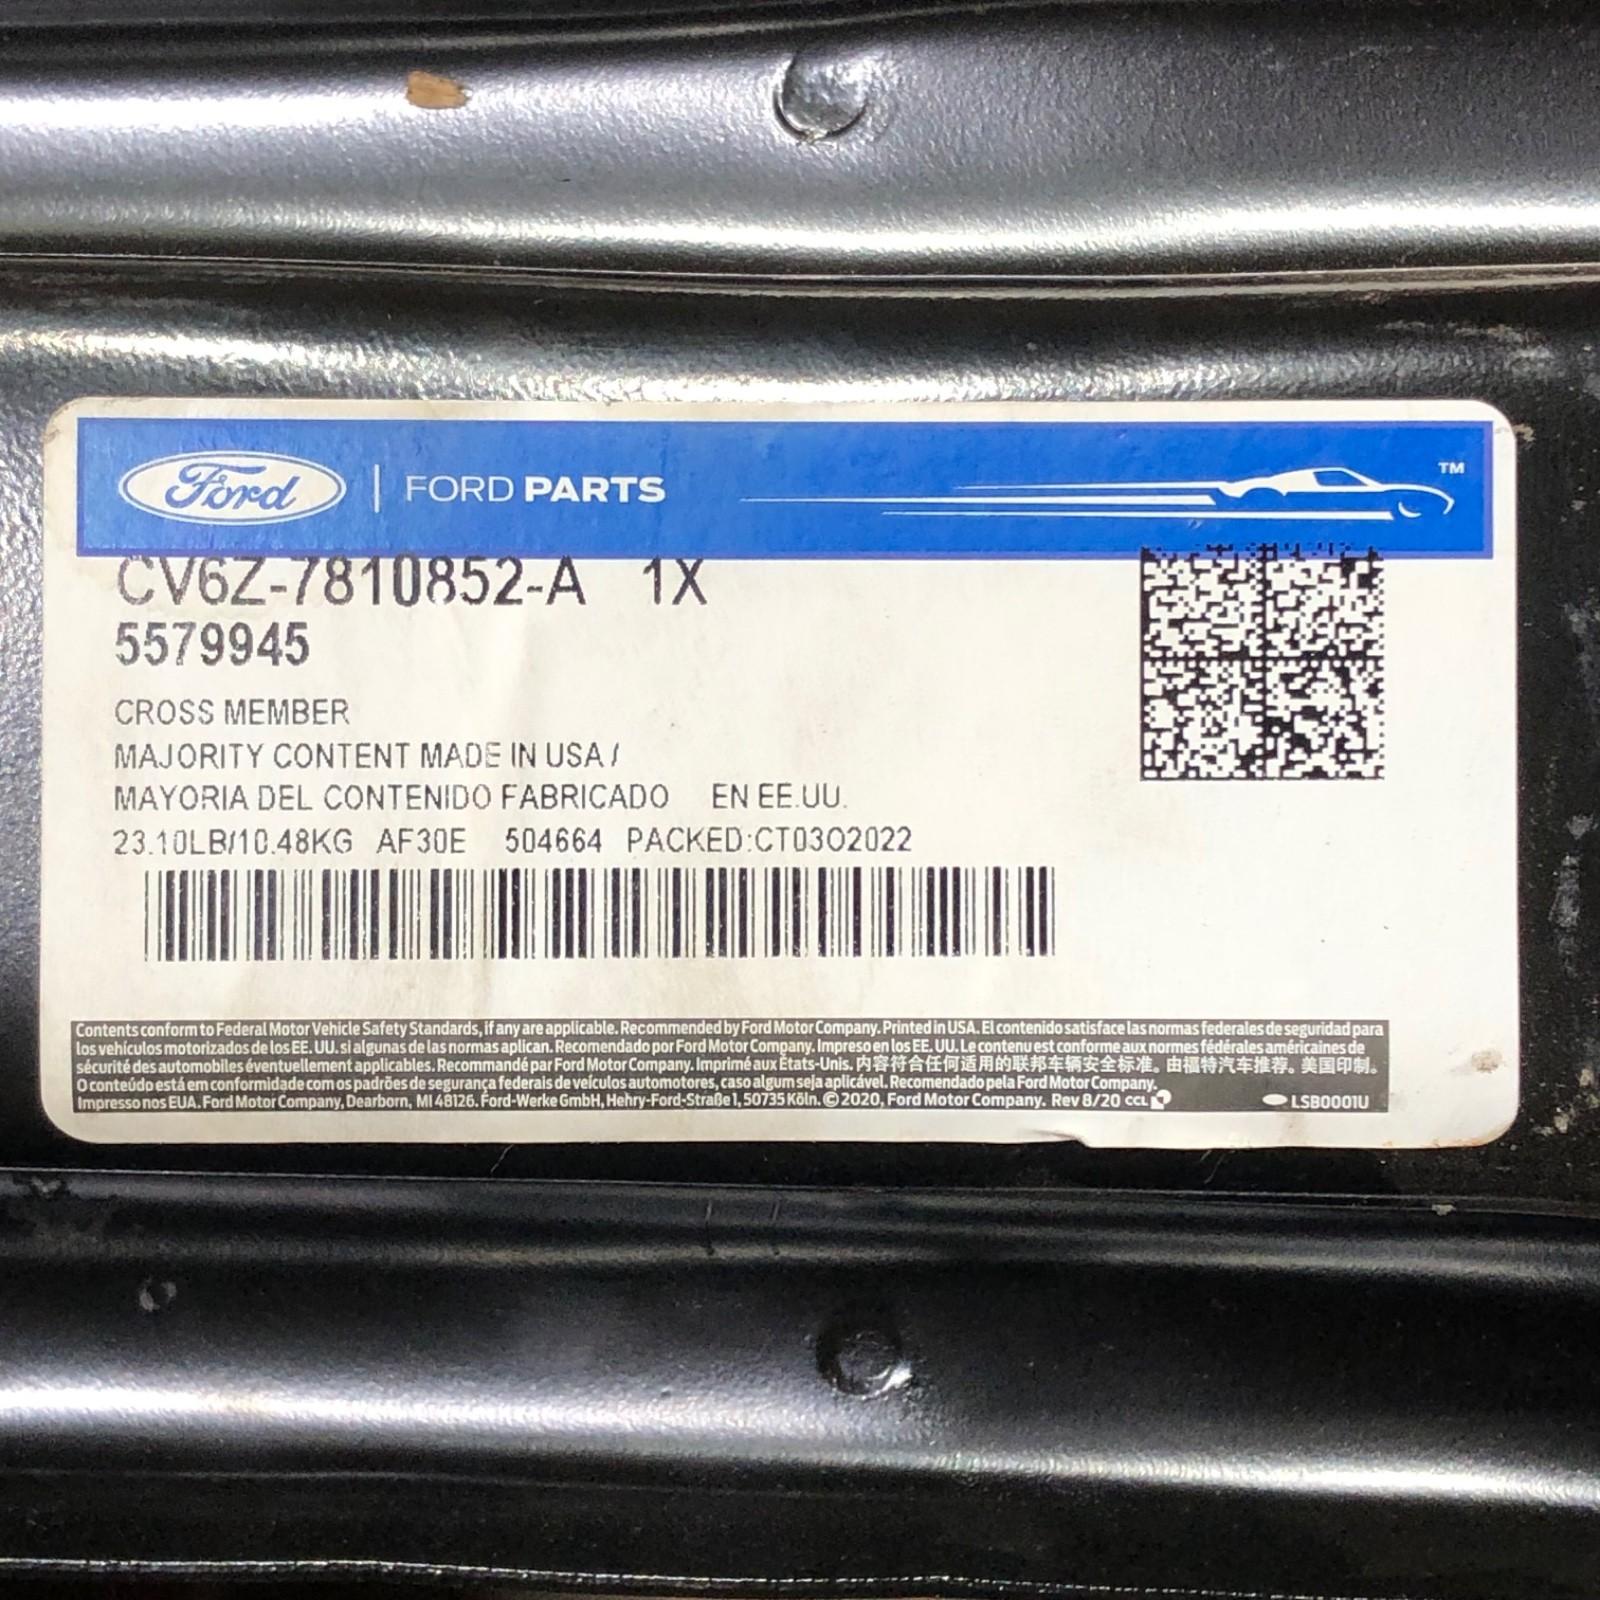 Ford | FORD PARTS TM
CV6Z-7810852-A 1X
5579945
CROSS MEMBER
MAJORITY CONTENT MADE IN USA /
MAYORIA DEL CONTENIDO FABRICADO EN EE.UU.
23.10LB/10.48KG AF30E 504664 PACKED:CT03O2022
Contents conform to Federal Motor Vehicle Safety Standards, if any are applicable. Recommended by Ford Motor Company. Printed in USA. El contenido satisface las normas federales de seguridad para
los vehículos motorizados de los EE. UU. si algunas de las normas aplican. Recomendado por Ford Motor Company. Impreso en los EE. UU. Le contenu est conforme aux normes fédérales américaines de
sécurité des automobiles éventuellement applicables. Recommandé par Ford Motor Company. Imprimé aux États-Unis. 内容符合任何适用的联邦车辆安全标准。由福特汽车推荐。美国印制。
O conteúdo está em conformidade com os padrões de segurança federais de veículos automotores, caso algum seja aplicável. Recomendado pela Ford Motor Company.
Impresso nos EUA. Ford Motor Company, Dearborn, MI 48126. Ford-Werke GmbH, Hehry-Ford-Straße 1, 50735 Köln. © 2020, Ford Motor Company. Rev 8/20 CCL LSB0001U